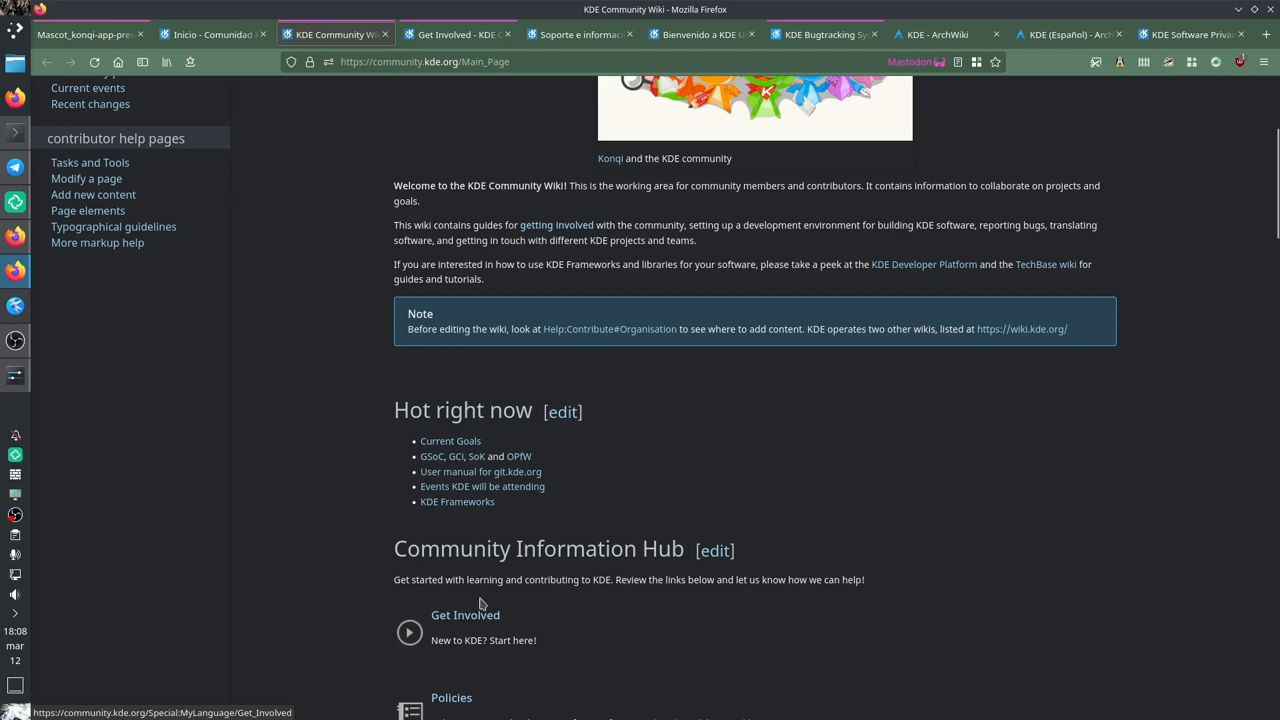 KDE Community Wiki - Mozilla Firefox
Mascot_konqi-app-pres
Inicio - Comunidad
KDE Community Wi
Get Involved - KDE C
Soporte e informaci
Bienvenido a KDE U
KDE Bugtracking Sy
KDE - ArchWiki
KDE (Español) - Arch
KDE Software Privac
https://community.kde.org/Main_Page
Mastodon
Current events
Recent changes
contributor help pages
Tasks and Tools
Modify a page
Add new content
Page elements
Typographical guidelines
More markup help
Konqi and the KDE community
Welcome to the KDE Community Wiki! This is the working area for community members and contributors. It contains information to collaborate on projects and
goals.
This wiki contains guides for getting involved with the community, setting up a development environment for building KDE software, reporting bugs, translating
software, and getting in touch with different KDE projects and teams.
If you are interested in how to use KDE Frameworks and libraries for your software, please take a peek at the KDE Developer Platform and the TechBase wiki for
guides and tutorials.
Note
Before editing the wiki, look at Help:Contribute#Organisation to see where to add content. KDE operates two other wikis, listed at https://wiki.kde.org/
Hot right now [edit]
Current Goals
GSoC, GCi, SoK and OPfW
User manual for git.kde.org
Events KDE will be attending
KDE Frameworks
Community Information Hub [edit]
Get started with learning and contributing to KDE. Review the links below and let us know how we can help!
Get Involved
New to KDE? Start here!
Policies
18:08
mar
12
https://community.kde.org/Special:MyLanguage/Get_Involved